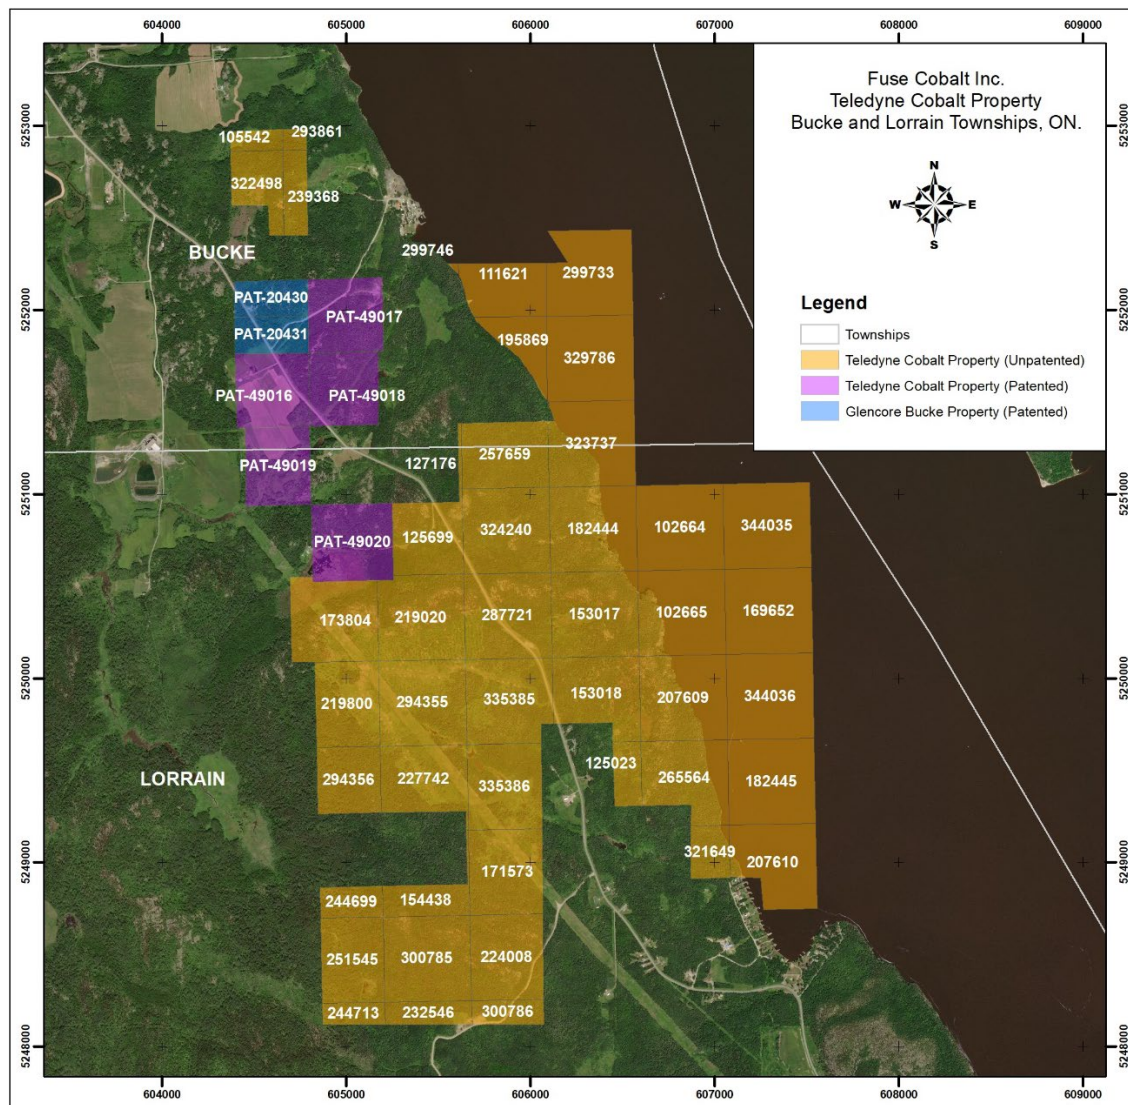 604000 605000 606000 607000 608000 609000
Fuse Cobalt Inc.
Teledyne Cobalt Property
Bucke and Lorrain Townships, ON.
N
W E
S
Legend
Townships
Teledyne Cobalt Property (Unpatented)
Teledyne Cobalt Property (Patented)
Glencore Bucke Property (Patented)
5253000 5253000
105542 293861
322498 239368
BUCKE 299746
111621 299733
PAT-20430
5252000 5252000
PAT-49017
PAT-20431
195869 329786
PAT-49016 PAT-49018
323737
PAT-49019 127176 257659
5251000 5251000
PAT-49020 125699 324240 182444 102664 344035
173804 219020 287721 153017 102665 169652
5250000 5250000
219800 294355 335385 153018 207609 344036
LORRAIN 294356 227742 335386 125023 265564 182445
5249000 5249000
321649 207610
171573
244699 154438
251545 300785 224008
244713 232546 300786
5248000 5248000
604000 605000 606000 607000 608000 609000